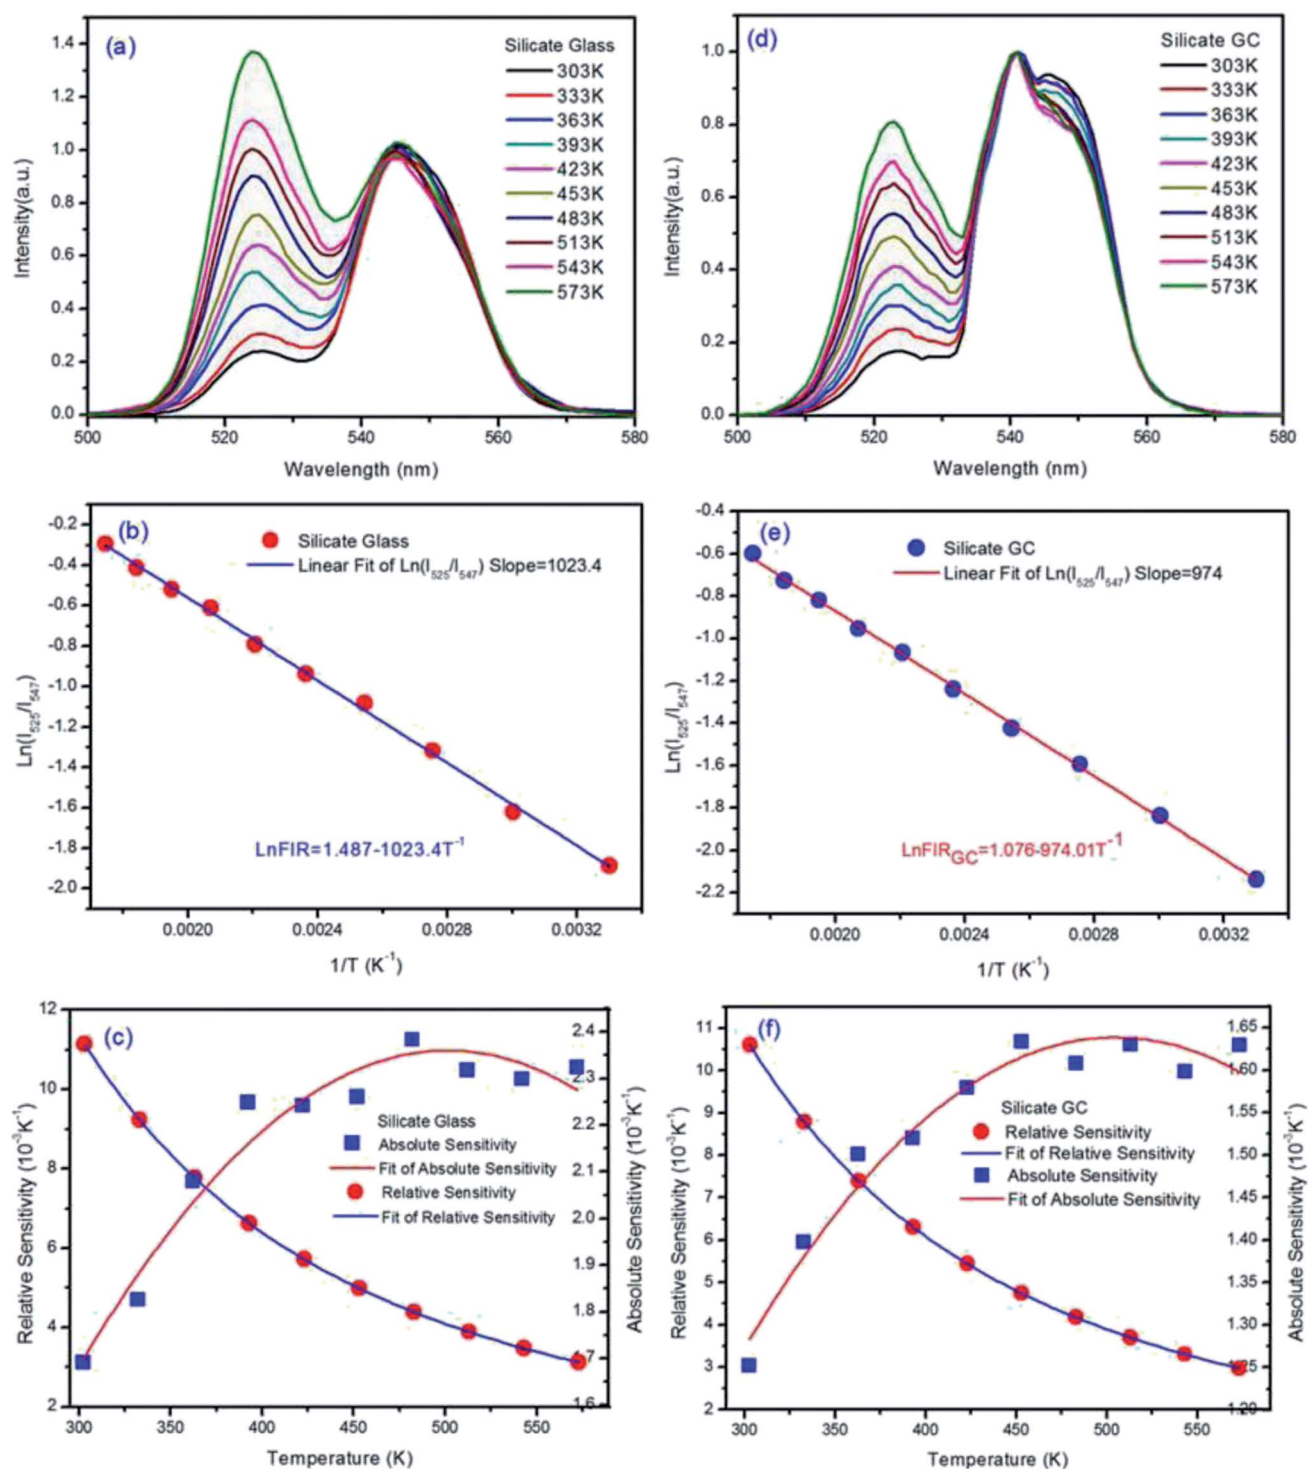 (a)
Silicate Glass
303K
333K
363K
393K
423K
453K
483K
513K
543K
573K
1.4
1.2
1.0
0.8
0.6
0.4
0.2
0.0
Intensity(a.u.)
500 520 540 560 580
Wavelength (nm)
(d)
Silicate GC
303K
333K
363K
393K
423K
453K
483K
513K
543K
573K
1.0
0.8
0.6
0.4
0.2
0.0
Intensity(a.u.)
500 520 540 560 580
Wavelength (nm)
(b)
Silicate Glass
Linear Fit of Ln(I525/I547) Slope=1023.4
-0.2
-0.4
-0.6
-0.8
-1.0
-1.2
-1.4
-1.6
-1.8
-2.0
Ln(I525/I547)
LnFIR=1.487-1023.4T-1
0.0020 0.0024 0.0028 0.0032
1/T (K-1)
(e)
Silicate GC
Linear Fit of Ln(I525/I547) Slope=974
-0.4
-0.6
-0.8
-1.0
-1.2
-1.4
-1.6
-1.8
-2.0
-2.2
Ln(I525/I547)
LnFIRGC=1.076-974.01T-1
0.0020 0.0024 0.0028 0.0032
1/T (K-1)
(c)
12
10
8
6
4
2
Relative Sensitivity (10-3K-1)
Silicate Glass
Absolute Sensitivity
Fit of Absolute Sensitivity
Relative Sensitivity
Fit of Relative Sensitivity
2.4
2.3
2.2
2.1
2.0
1.9
1.8
1.7
1.6
Absolute Sensitivity (10-3K-1)
300 350 400 450 500 550
Temperature (K)
(f)
11
10
9
8
7
6
5
4
3
2
Relative Sensitivity (10-3K-1)
Silicate GC
Relative Sensitivity
Fit of Relative Sensitivity
Absolute Sensitivity
Fit of Absolute Sensitivity
1.65
1.60
1.55
1.50
1.45
1.40
1.35
1.30
1.25
1.20
Absolute Sensitivity (10-3K-1)
300 350 400 450 500 550
Temperature (K)